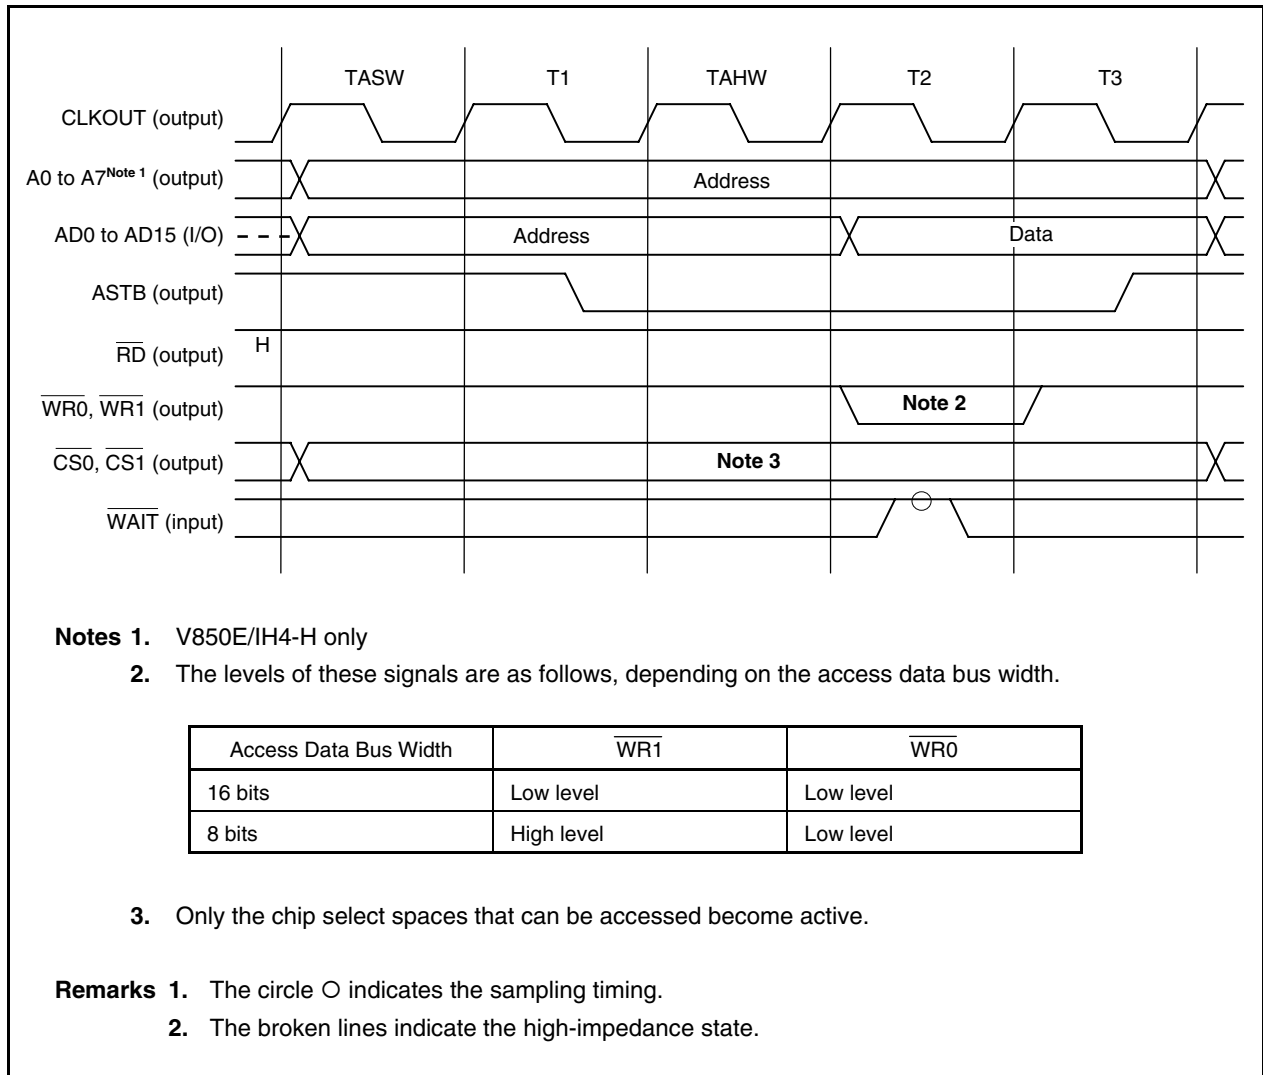 TASW T1 TAHW T2 T3
CLKOUT (output)
A0 to A7Note 1 (output) Address
AD0 to AD15 (I/O) Address Data
ASTB (output)
RD (output) H
WR0, WR1 (output) Note 2
CS0, CS1 (output) Note 3
WAIT (input)
Notes 1. V850E/IH4-H only
2. The levels of these signals are as follows, depending on the access data bus width.
Access Data Bus Width WR1 WR0
16 bits Low level Low level
8 bits High level Low level
3. Only the chip select spaces that can be accessed become active.
Remarks 1. The circle O indicates the sampling timing.
2. The broken lines indicate the high-impedance state.